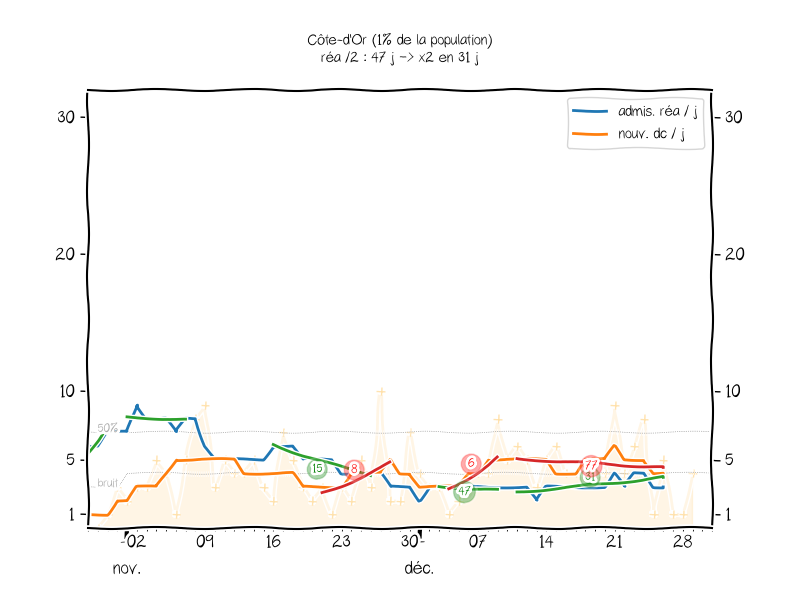 Côte-d'Or (1% de la population)
réa /2 : 47 j -> x2 en 31 j
admis. réa / j
nouv. dc / j
30 30
20 20
10 10
50%
5 5
bruit
1 1
15 8 47 6 77 31
02 09 16 23 30 07 14 21 28
nov. déc.